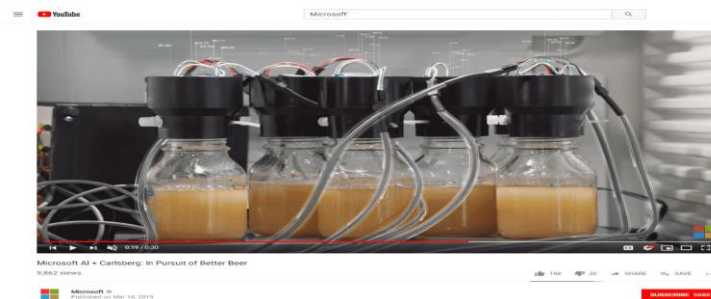 YouTube
Microsoft
0:19 / 0:30
Microsoft AI + Carlsberg: In Pursuit of Better Beer
9,862 views
166
20
SHARE
SAVE
Microsoft
Published on Mar 18, 2019
SUBSCRIBE